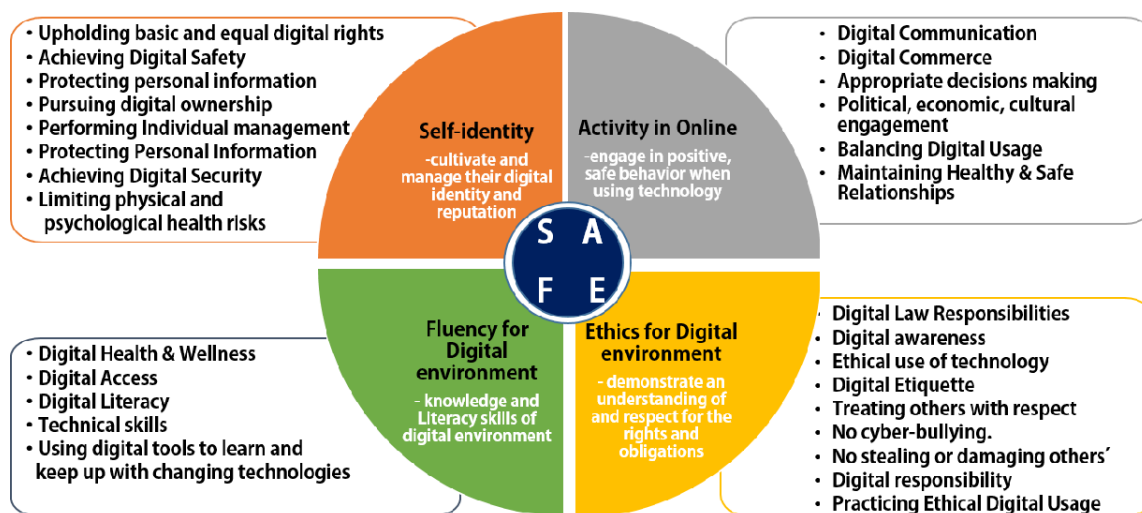 • Upholding basic and equal digital rights
• Achieving Digital Safety
• Protecting personal information
• Pursuing digital ownership
• Performing Individual management
• Protecting Personal Information
• Achieving Digital Security
• Limiting physical and
psychological health risks
Self-identity
-cultivate and
manage their digital
identity and
reputation
Activity in Online
-engage in positive,
safe behavior when
using technology
• Digital Communication
• Digital Commerce
• Appropriate decisions making
• Political, economic, cultural
engagement
• Balancing Digital Usage
• Maintaining Healthy & Safe
Relationships
S A
F E
• Digital Health & Wellness
• Digital Access
• Digital Literacy
• Technical skills
• Using digital tools to learn and
keep up with changing technologies
Fluency for
Digital
environment
- knowledge and
Literacy skills of
digital environment
Ethics for Digital
environment
- demonstrate an
understanding of
and respect for the
rights and
obligations
• Digital Law Responsibilities
• Digital awareness
• Ethical use of technology
• Digital Etiquette
• Treating others with respect
• No cyber-bullying.
• No stealing or damaging others´
• Digital responsibility
• Practicing Ethical Digital Usage